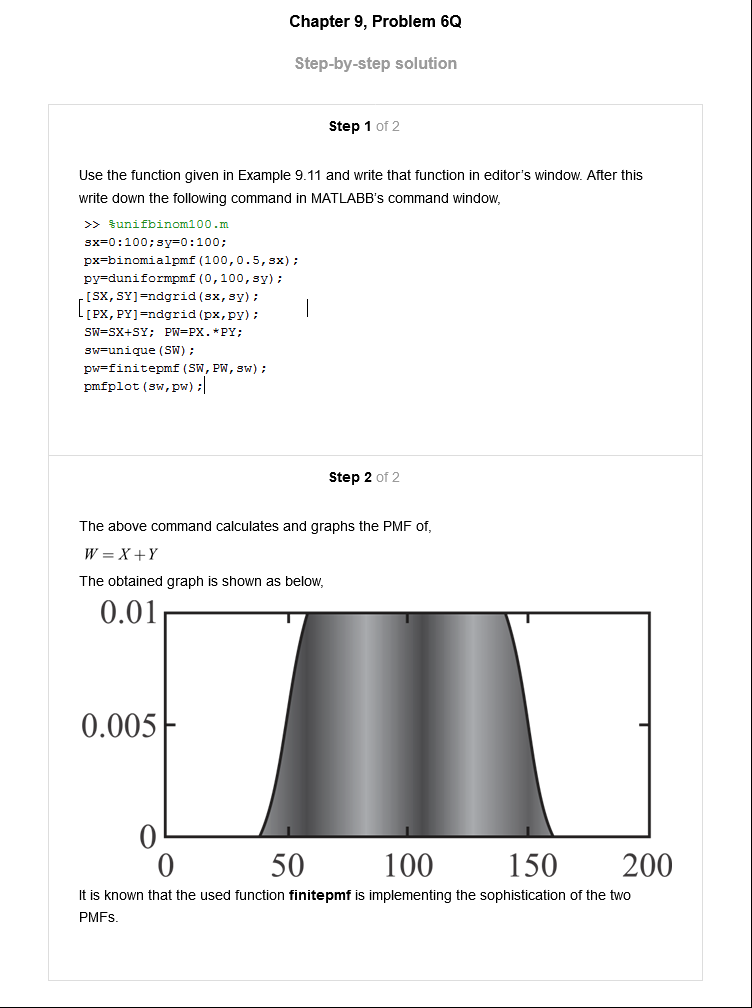 Chapter 9, Problem 6Q
Step-by-step solution
Step 1 of 2
Use the function given in Example 9.11 and write that function in editor's window. After this
write down the following command in MATLABB's command window,
>> %unifbinom100.m
sx=0:100;sy=0:100;
px=binomialpmf(100,0.5,sx);
py=duniformpmf(0,100,sy);
[SX,SY]=ndgrid(sx,sy);
[PX,PY]=ndgrid(px,py);
SW=SX+SY; PW=PX.*PY;
sw=unique(SW);
pw=finitepmf(SW,PW,sw);
pmfplot(sw,pw);
Step 2 of 2
The above command calculates and graphs the PMF of,
W = X + Y
The obtained graph is shown as below,
0.01
0.005
0
0 50 100 150 200
It is known that the used function finitepmf is implementing the sophistication of the two
PMFs.